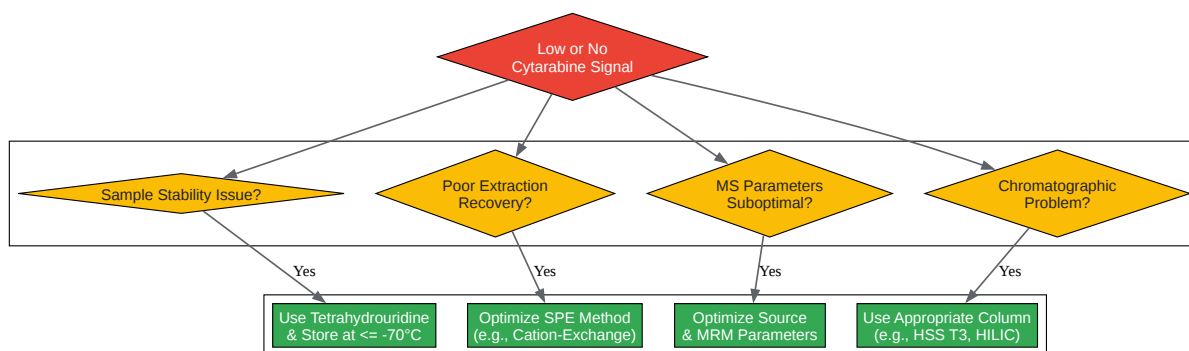 Low or No
Cytarabine Signal
Sample Stability Issue?
Poor Extraction
Recovery?
MS Parameters
Suboptimal?
Chromatographic
Problem?
Yes
Yes
Yes
Yes
Use Tetrahydrouridine
& Store at <= -70°C
Optimize SPE Method
(e.g., Cation-Exchange)
Optimize Source
& MRM Parameters
Use Appropriate Column
(e.g., HSS T3, HILIC)